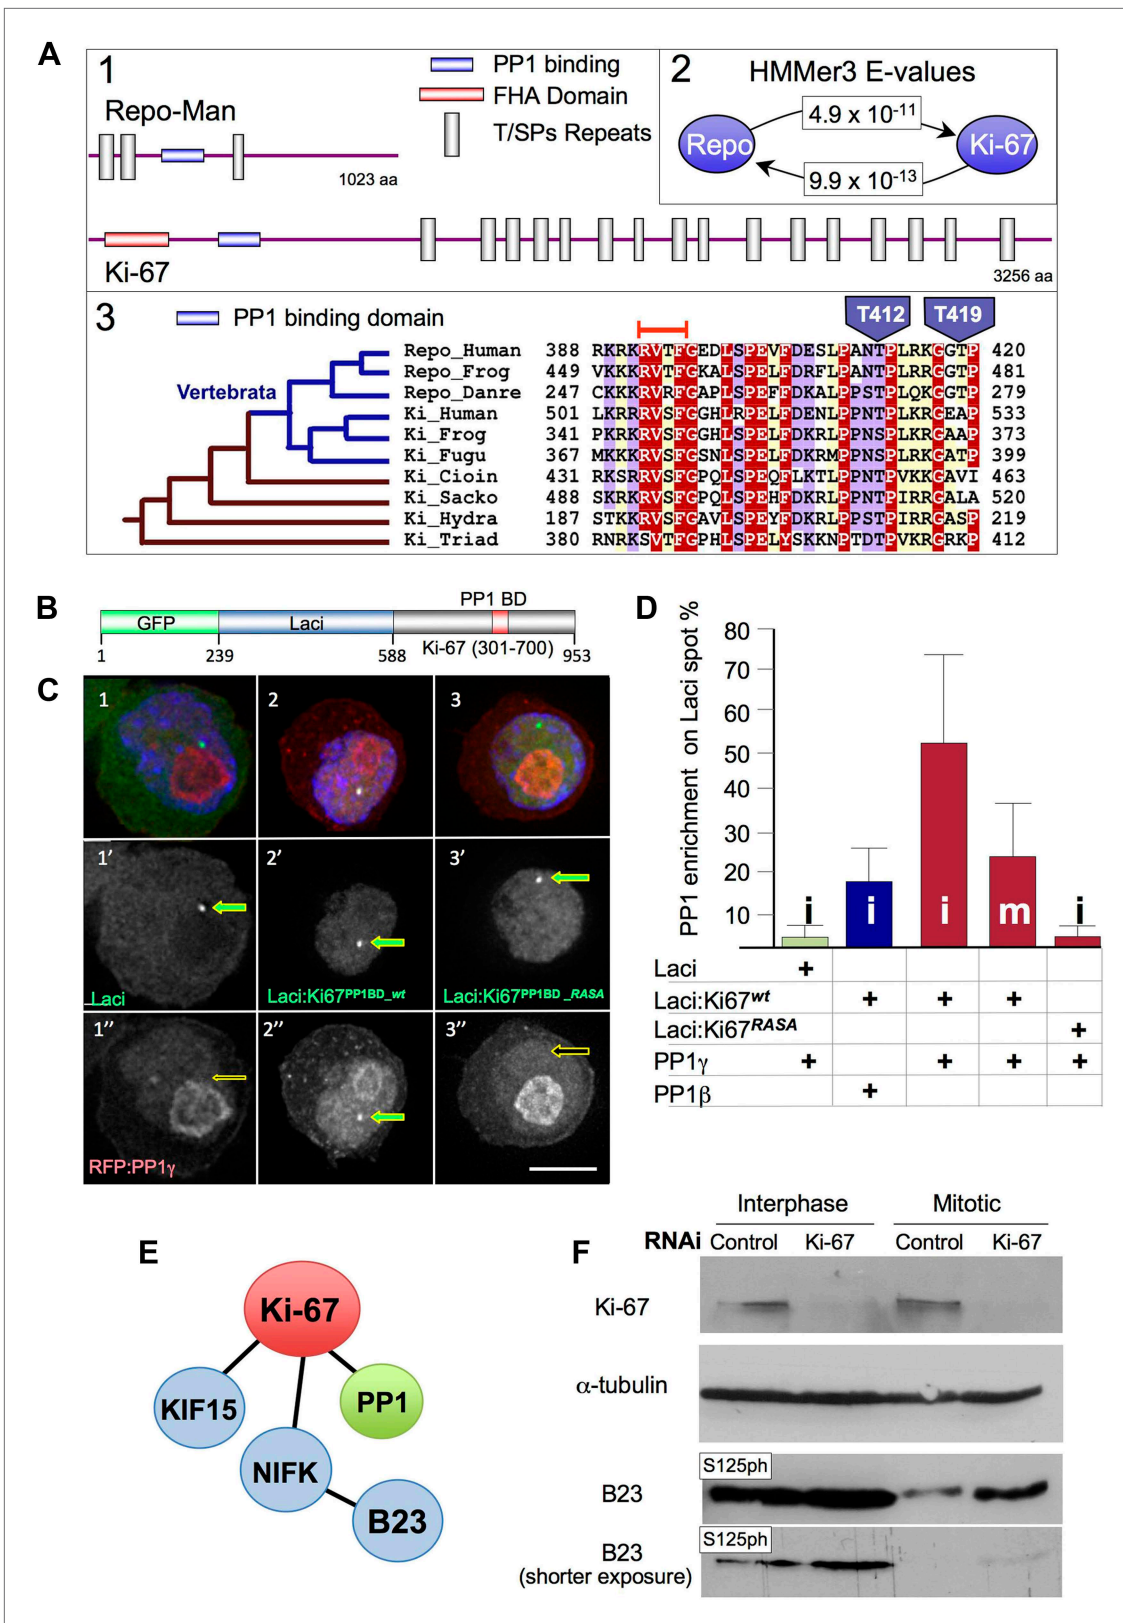 A
1
PP1 binding
FHA Domain
T/SPs Repeats
Repo-Man
1023 aa
2
HMMer3 E-values
Repo
4.9 x 10-11
Ki-67
9.9 x 10-13
Ki-67
3256 aa
3
PP1 binding domain
T412
T419
Vertebrata
Repo_Human 388 RKRKRVTFGEDLSPEVFDESLPANTPLRKGGTP 420
Repo_Frog 449 VKKKRVTFGKALSPELFDRFLPANTPLRRGGTP 481
Repo_Danre 247 CKKKRVRFGAPLSPEFFDKALPPSTPLQKGGTP 279
Ki_Human 501 LKRRRVSFGGHLRPELFDENLPPNTPLKRGEAP 533
Ki_Frog 341 PKRKRVSFGGHLSPELFDKRLPPNSPLKRGAAP 373
Ki_Fugu 367 MKKKRVSFGSNLSPELFDKRMPPNSPLRKGATP 399
Ki_Cioin 431 RKSRRVSFGPQLSPEQFLKTLPPNTPVKKGAVI 463
Ki_Sacko 488 SKRKRVSFGPQLSPEHFDKRLPPNTPIRRGALA 520
Ki_Hydra 187 STKKRVSFGAVLSPEYFDKRLPPSTPIRRGASP 219
Ki_Triad 380 RNRKSVTFGPHLSPELYSKKNPTDTPVKRGRKP 412
B
PP1 BD
GFP
Laci
Ki-67 (301-700)
1
239
588
953
C
1
2
3
1'
2'
3'
Laci
Laci:Ki67PP1BD_wt
Laci:Ki67PP1BD_RASA
1''
2''
3''
RFP:PP1γ
D
PP1 enrichment on Laci spot %
80
70
60
50
40
30
20
10
i
i
i
m
i
Laci +
Laci:Ki67wt + + +
Laci:Ki67RASA +
PP1γ + + + +
PP1β +
E
Ki-67
KIF15
PP1
NIFK
B23
F
Interphase Mitotic
RNAi Control Ki-67 Control Ki-67
Ki-67
α-tubulin
S125ph
B23
S125ph
B23
(shorter exposure)